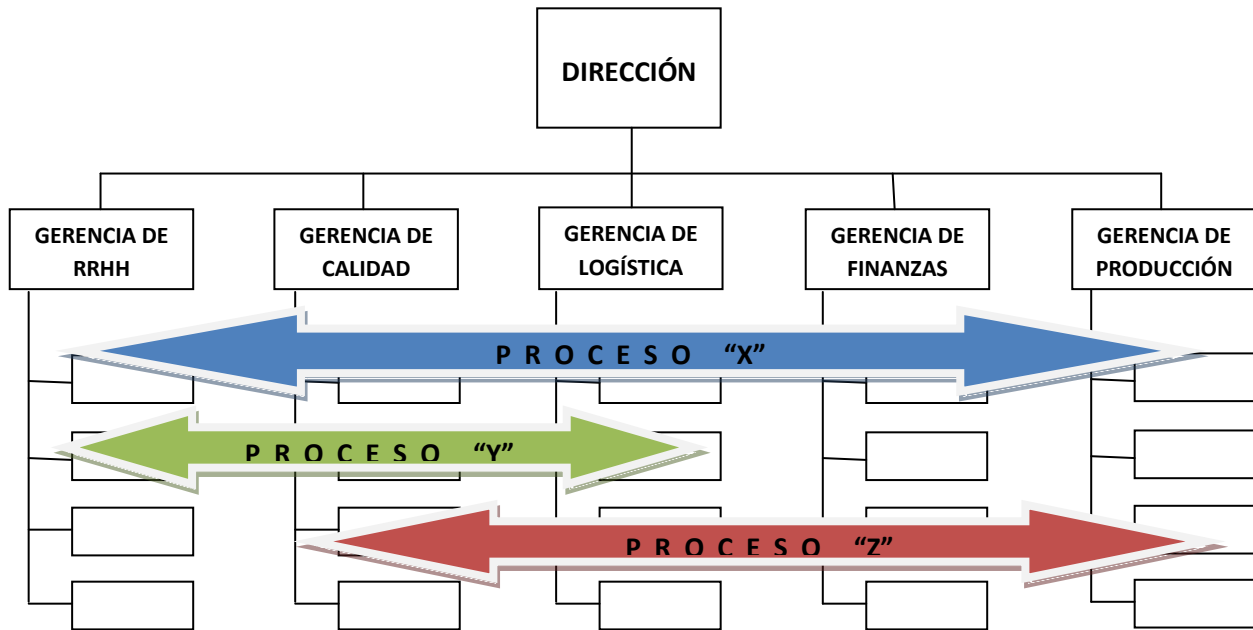 DIRECCIÓN
GERENCIA DE
RRHH
GERENCIA DE
CALIDAD
GERENCIA DE
LOGÍSTICA
GERENCIA DE
FINANZAS
GERENCIA DE
PRODUCCIÓN
P R O C E S O “X”
P R O C E S O “Y”
P R O C E S O “Z”